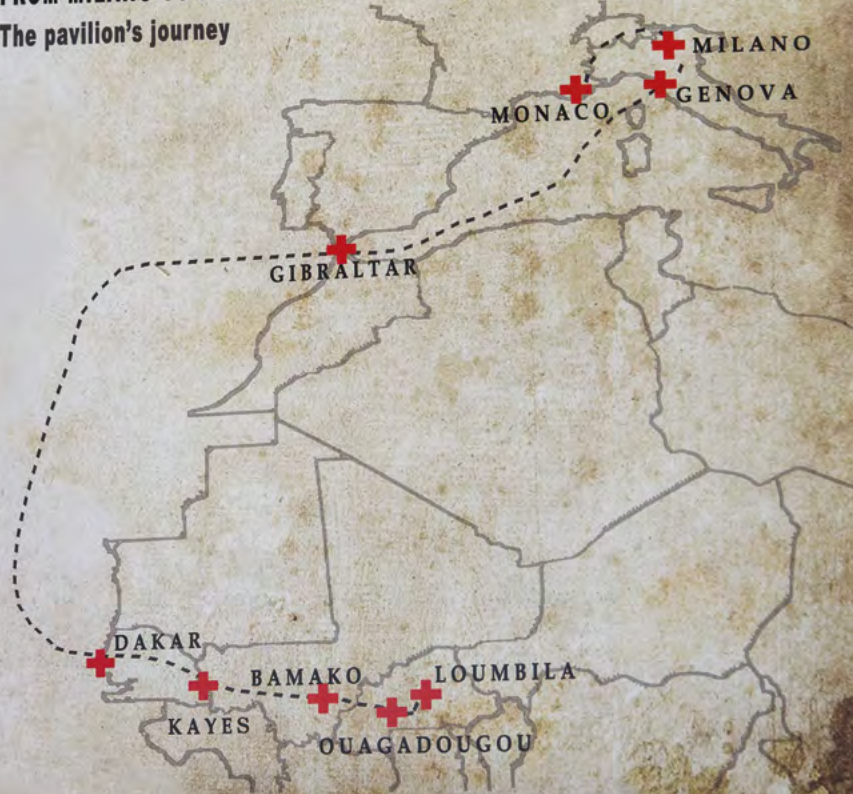 The pavilion's journey
MILANO
GENOVA
MONACO
GIBRALTAR
DAKAR
BAMAKO
LOUMBILA
KAYES
OUAGADOUGOU